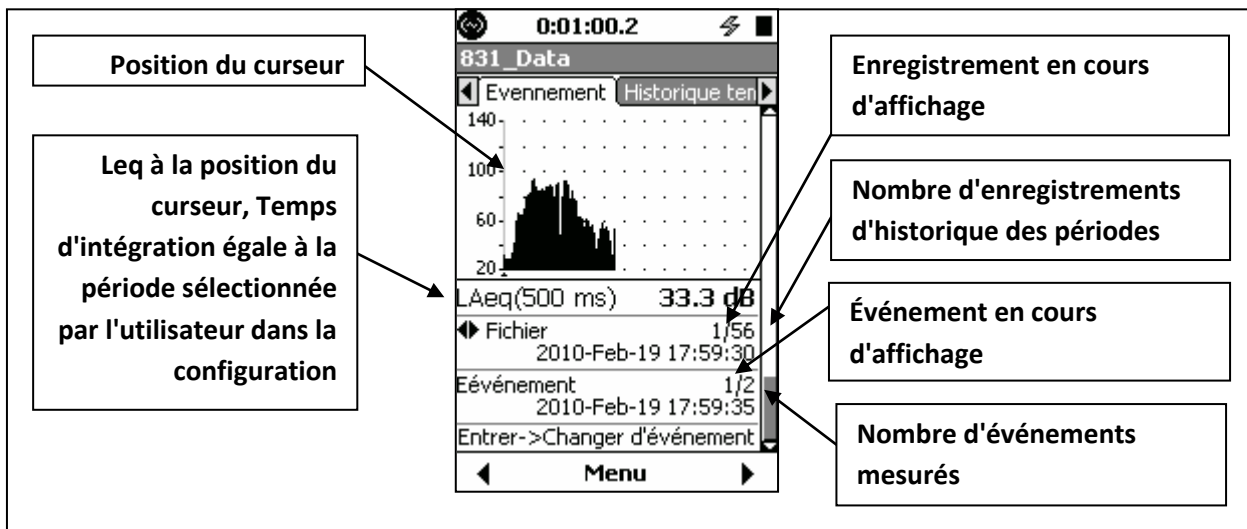 Position du curseur
Leq à la position du
curseur, Temps
d'intégration égale à la
période sélectionnée
par l'utilisateur dans la
configuration
0:01:00.2
831_Data
Evennement
Historique ten
140
100
60
20
LAeq(500 ms) 33.3 dB
Fichier 1/56
2010-Feb-19 17:59:30
Eévénement 1/2
2010-Feb-19 17:59:35
Entrer->Changer d'événement
Menu
Enregistrement en cours
d'affichage
Nombre d'enregistrements
d'historique des périodes
Événement en cours
d'affichage
Nombre d'événements
mesurés